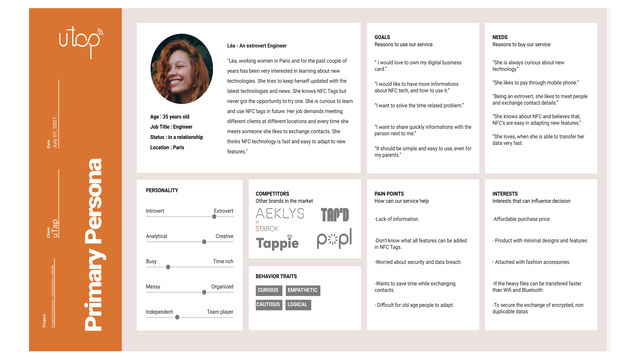 uTap
Date
July 07, 2021
Client
uTap
Project
Primary Persona
Léa - An extrovert Engineer
"Léa, working women in Paris and for the past couple of
years has been very interested in learning about new
technologies. She tries to keep herself updated with the
latest technologies and news. She knows NFC Tags but
never got the opportunity to try one. She is curious to learn
and use NFC tags in future. Her job demands meeting
different clients at different locations and every time she
meets someone she likes to exchange contacts. She
thinks NFC technology is fast and easy to adapt to new
features."
Age : 35 years old
Job Title : Engineer
Status : in a relationship
Location : Paris
GOALS
Reasons to use our service
" I would love to own my digital business
card."
"I would like to have more informations
about NFC tech, and how to use it."
"I want to solve the time related problem."
"I want to share quickly informations with the
person next to me."
"It should be simple and easy to use, even for
my parents."
NEEDS
Reasons to buy our service
"She is always curious about new
technology."
"She likes to pay through mobile phone."
"Being an extrovert, she likes to meet people
and exchange contact details."
"She knows about NFC and believes that,
NFC's are easy in adapting new features."
"She loves, when she is able to transfer her
data very fast.
PERSONALITY
Introvert Extrovert
Analytical Creative
Busy Time rich
Messy Organized
Independent Team player
COMPETITORS
Other brands in the market
AEKLYS
BY
STARCK
TAP'D
Tappie
popl
BEHAVIOR TRAITS
CURIOUS EMPATHETIC
CAUTIOUS LOGICAL
PAIN POINTS
How can our service help
-Lack of information.
-Don't know what all features can be added
in NFC Tags.
-Worried about security and data breach.
-Wants to save time while exchanging
contacts.
- Difficult for old age people to adapt.
INTERESTS
Interests that can influence decision
-Affordable purchase price
- Product with minimal designs and features
- Attached with fashion accessories.
-If the heavy files can be transfered faster
than Wifi and Bluetooth
-To secure the exchange of encrypted, non
duplicable datas